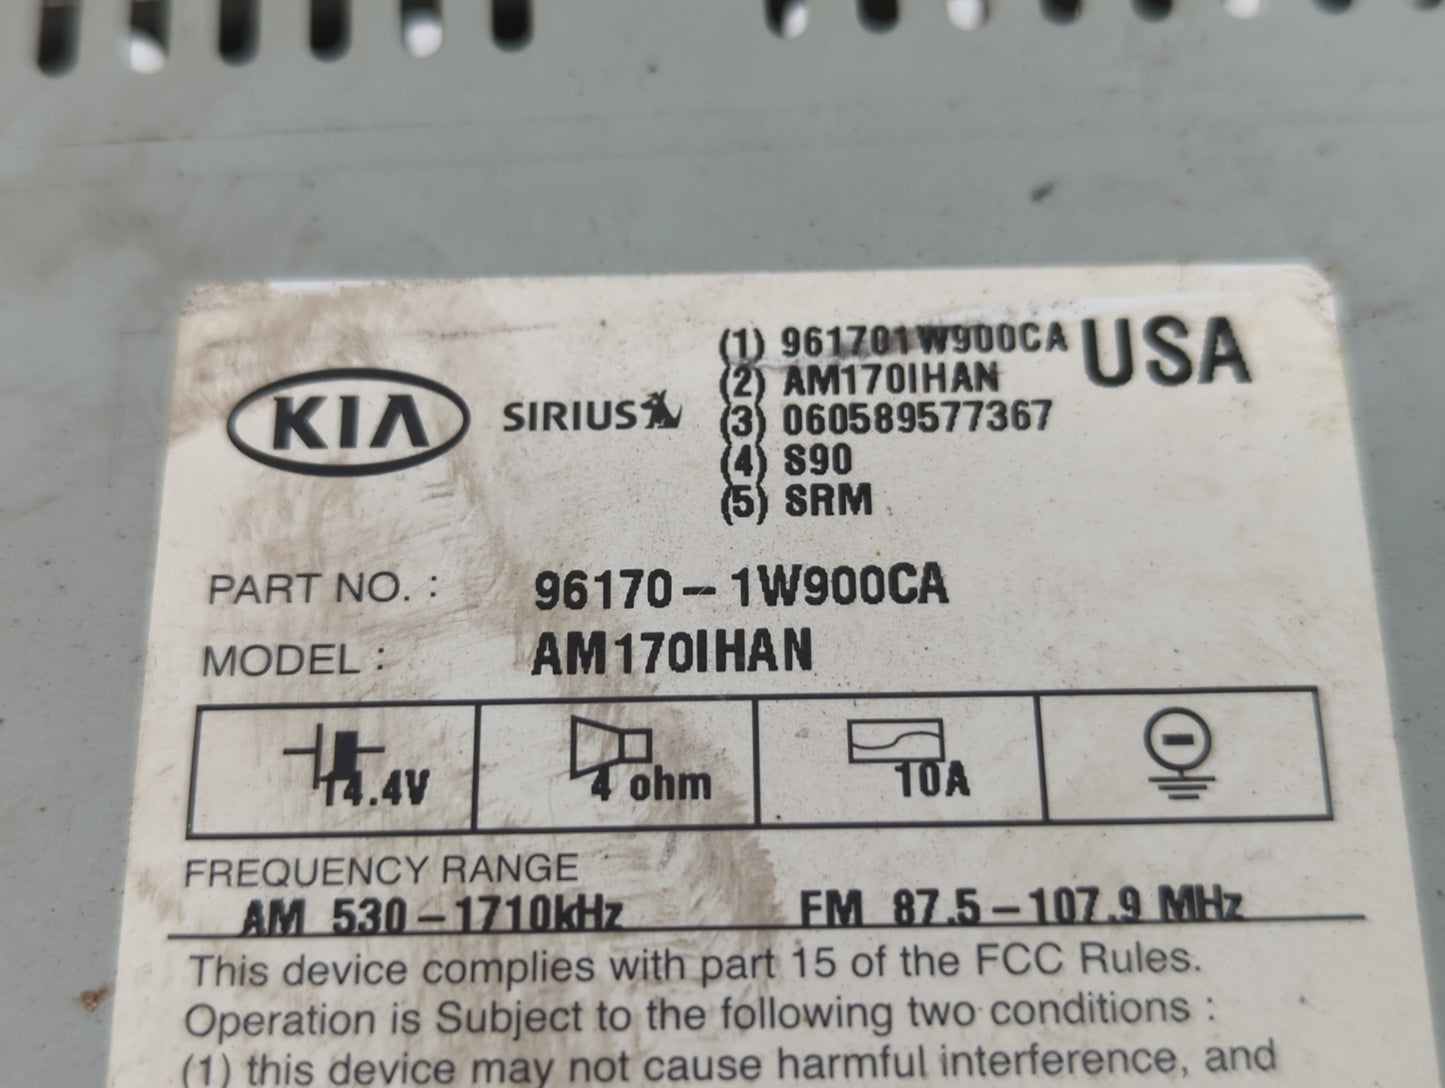 KIA
SIRIUS
(1) 961701W900CA USA
(2) AM170IHAN
(3) 060589577367
(4) S90
(5) SRM
PART NO. : 96170-1W900CA
MODEL : AM170IHAN
14.4V 4 ohm 10A
FREQUENCY RANGE
AM 530-1710kHz FM 87.5-107.9 MHz
This device complies with part 15 of the FCC Rules.
Operation is Subject to the following two conditions :
(1) this device may not cause harmful interference, and